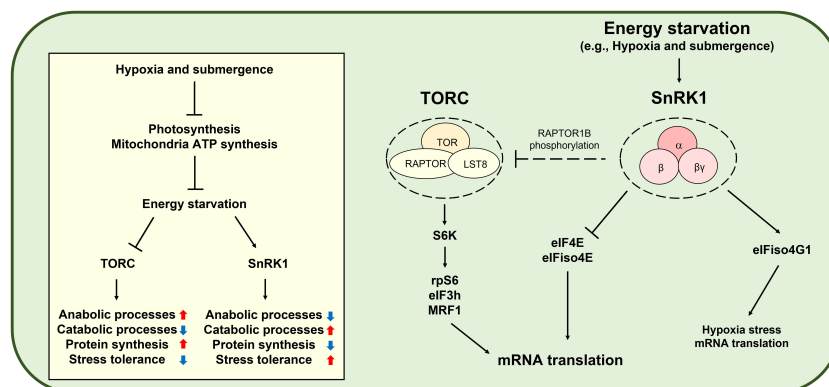 Hypoxia and submergence
Photosynthesis
Mitochondria ATP synthesis
Energy starvation
TORC
SnRK1
Anabolic processes
Catabolic processes
Protein synthesis
Stress tolerance
Anabolic processes
Catabolic processes
Protein synthesis
Stress tolerance
Energy starvation
(e.g., Hypoxia and submergence)
TORC
SnRK1
TOR
RAPTOR
LST8
RAPTOR1B
phosphorylation
α
β
βγ
S6K
rpS6
eIF3h
MRF1
eIF4E
eIFiso4E
eIFiso4G1
mRNA translation
Hypoxia stress
mRNA translation